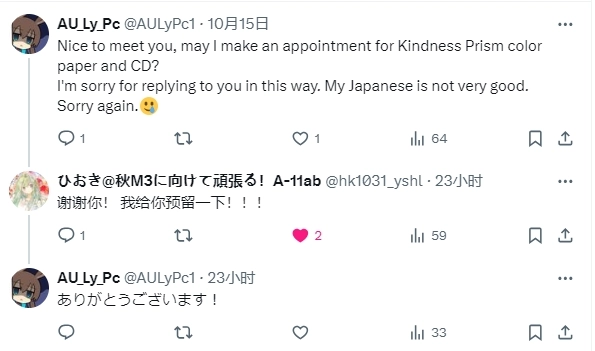 AU_Ly_Pc @AULyPc1 · 10月15日
Nice to meet you, may I make an appointment for Kindness Prism color
paper and CD?
I'm sorry for replying to you in this way. My Japanese is not very good.
Sorry again.🥲
1 1 64
ひおき@秋M3に向けて頑張る! A-11ab @hk1031_yshl · 23小时
谢谢你! 我给你预留一下!!!
1 2 59
AU_Ly_Pc @AULyPc1 · 23小时
ありがとうございます!
33